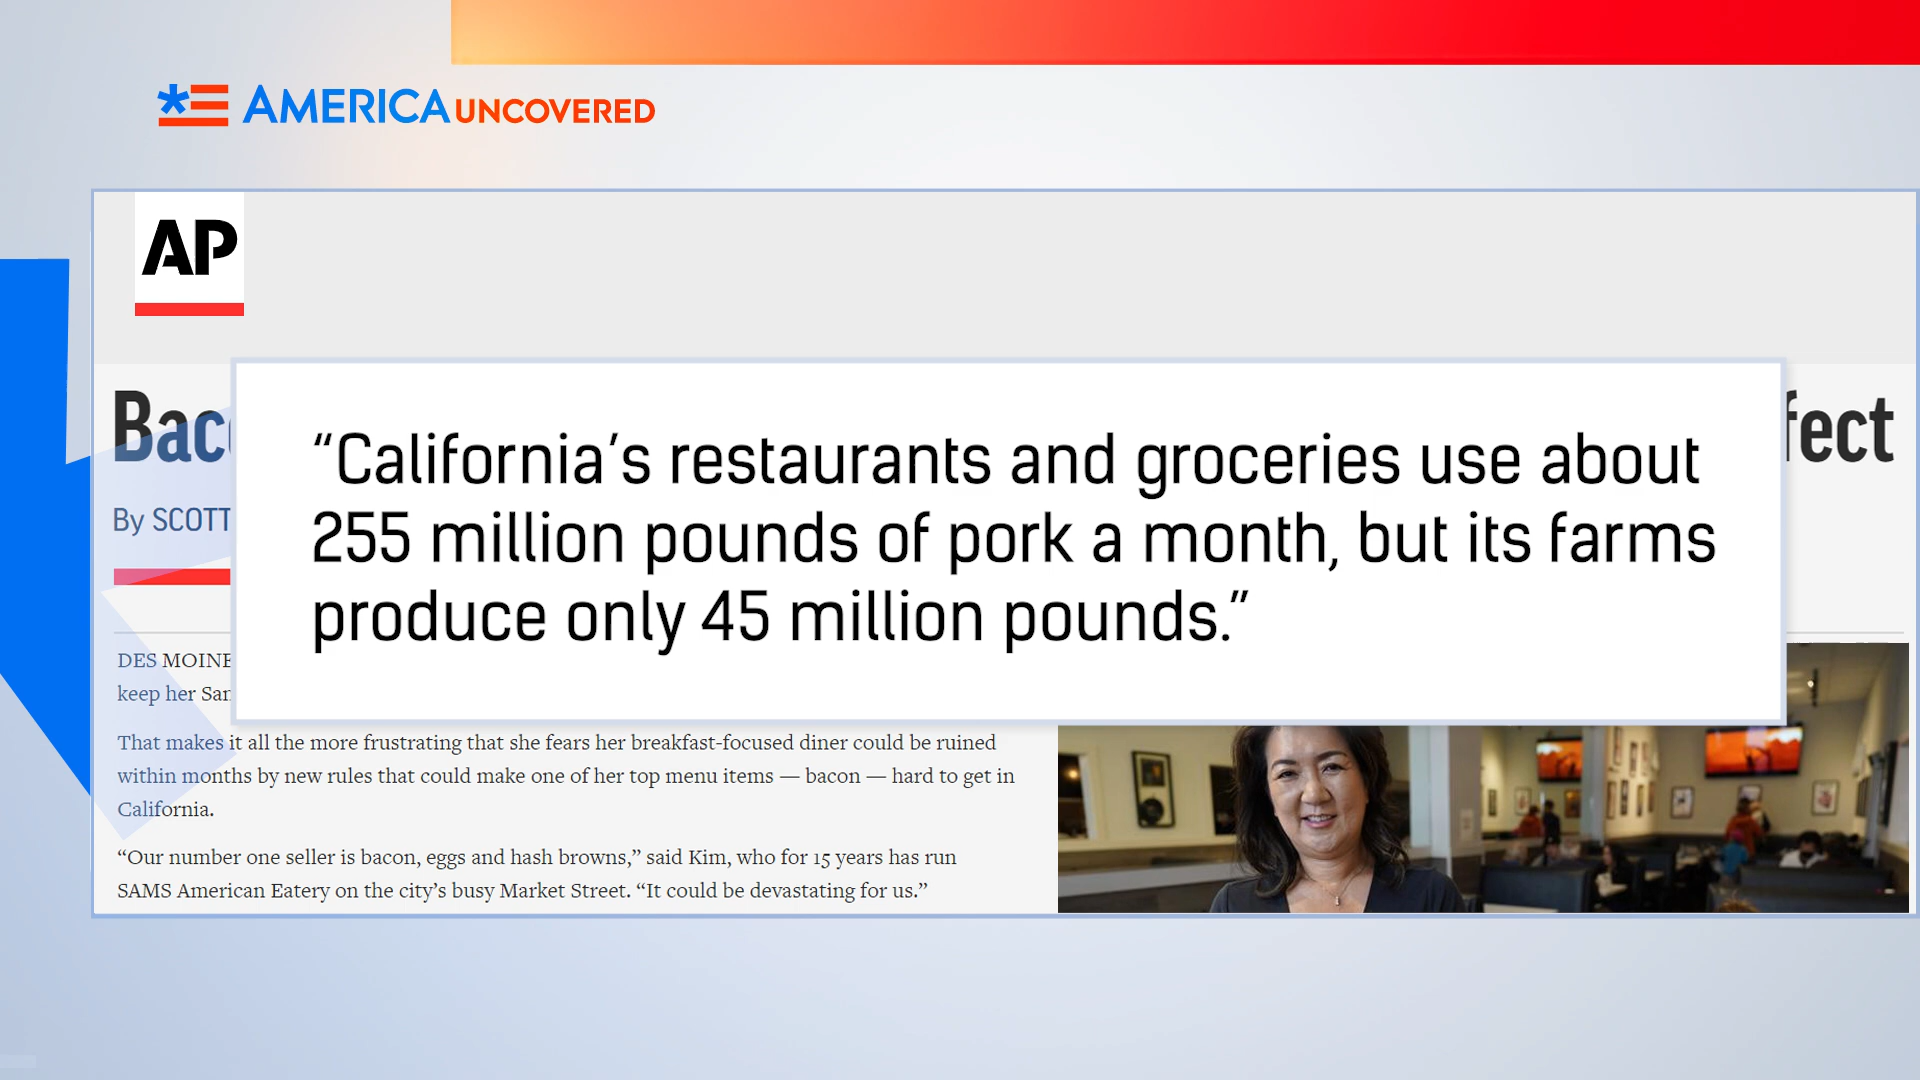 AMERICA UNCOVERED
AP
“California’s restaurants and groceries use about
255 million pounds of pork a month, but its farms
produce only 45 million pounds.”
By SCOTT
keep her
That makes it all the more frustrating that she fears her breakfast-focused diner could be ruined
within months by new rules that could make one of her top menu items — bacon — hard to get in
California.
“Our number one seller is bacon, eggs and hash browns,” said Kim, who for 15 years has run
SAMS American Eatery on the city’s busy Market Street. “It could be devastating for us.”